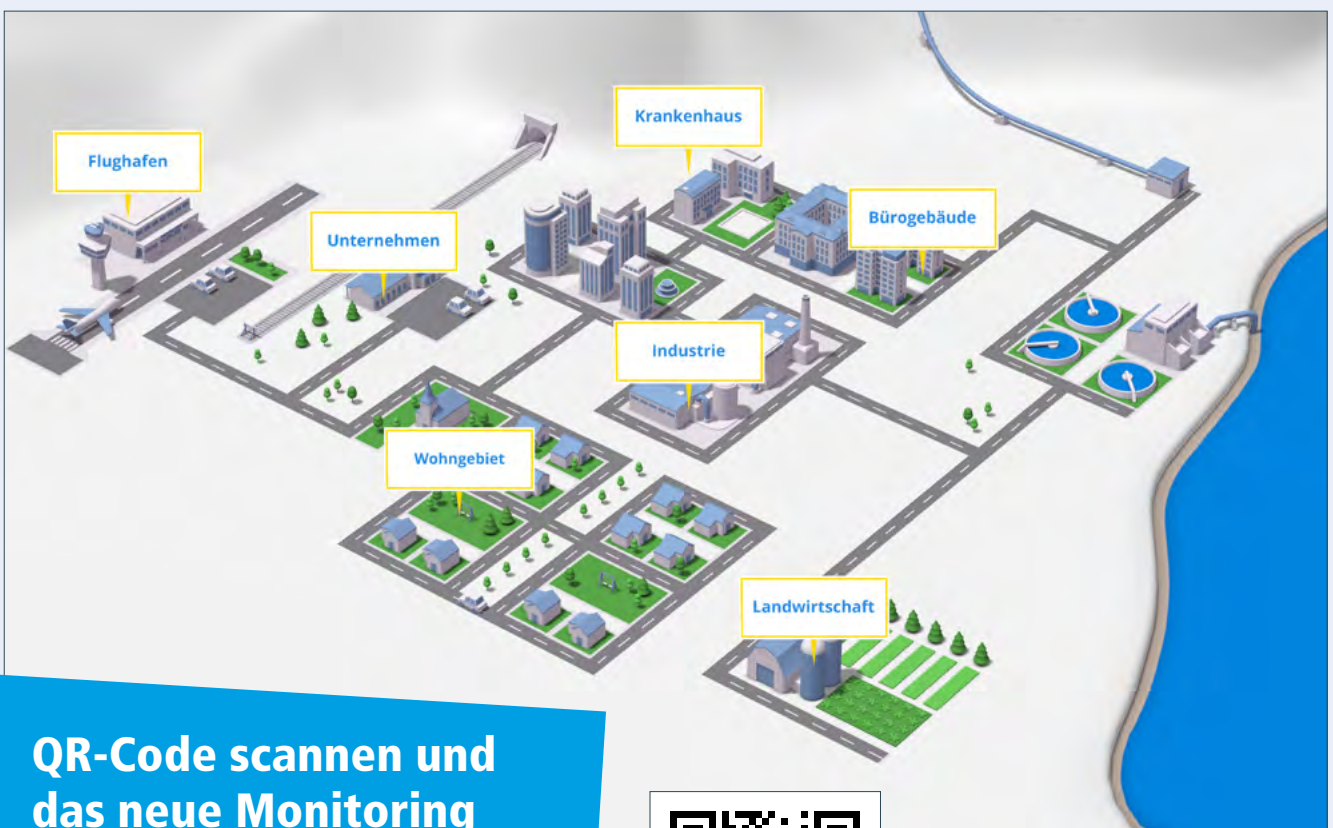 Krankenhaus
Flughafen
Bürogebäude
Unternehmen
Industrie
Wohngebiet
Landwirtschaft
QR-Code scannen und
das neue Monitoring